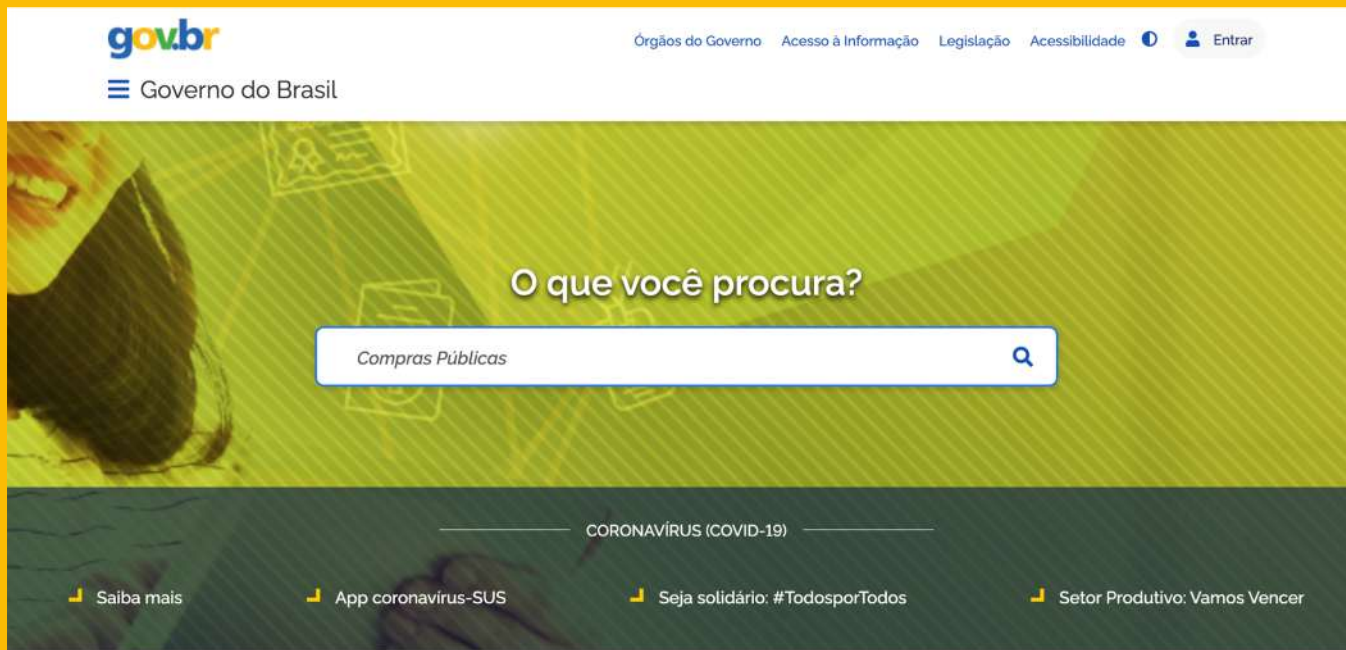 gov.br
Órgãos do Governo Acesso à Informação Legislação Acessibilidade Entrar
Governo do Brasil
O que você procura?
Compras Públicas
CORONAVÍRUS (COVID-19)
Saiba mais App coronavírus-SUS Seja solidário: #TodosporTodos Setor Produtivo: Vamos Vencer